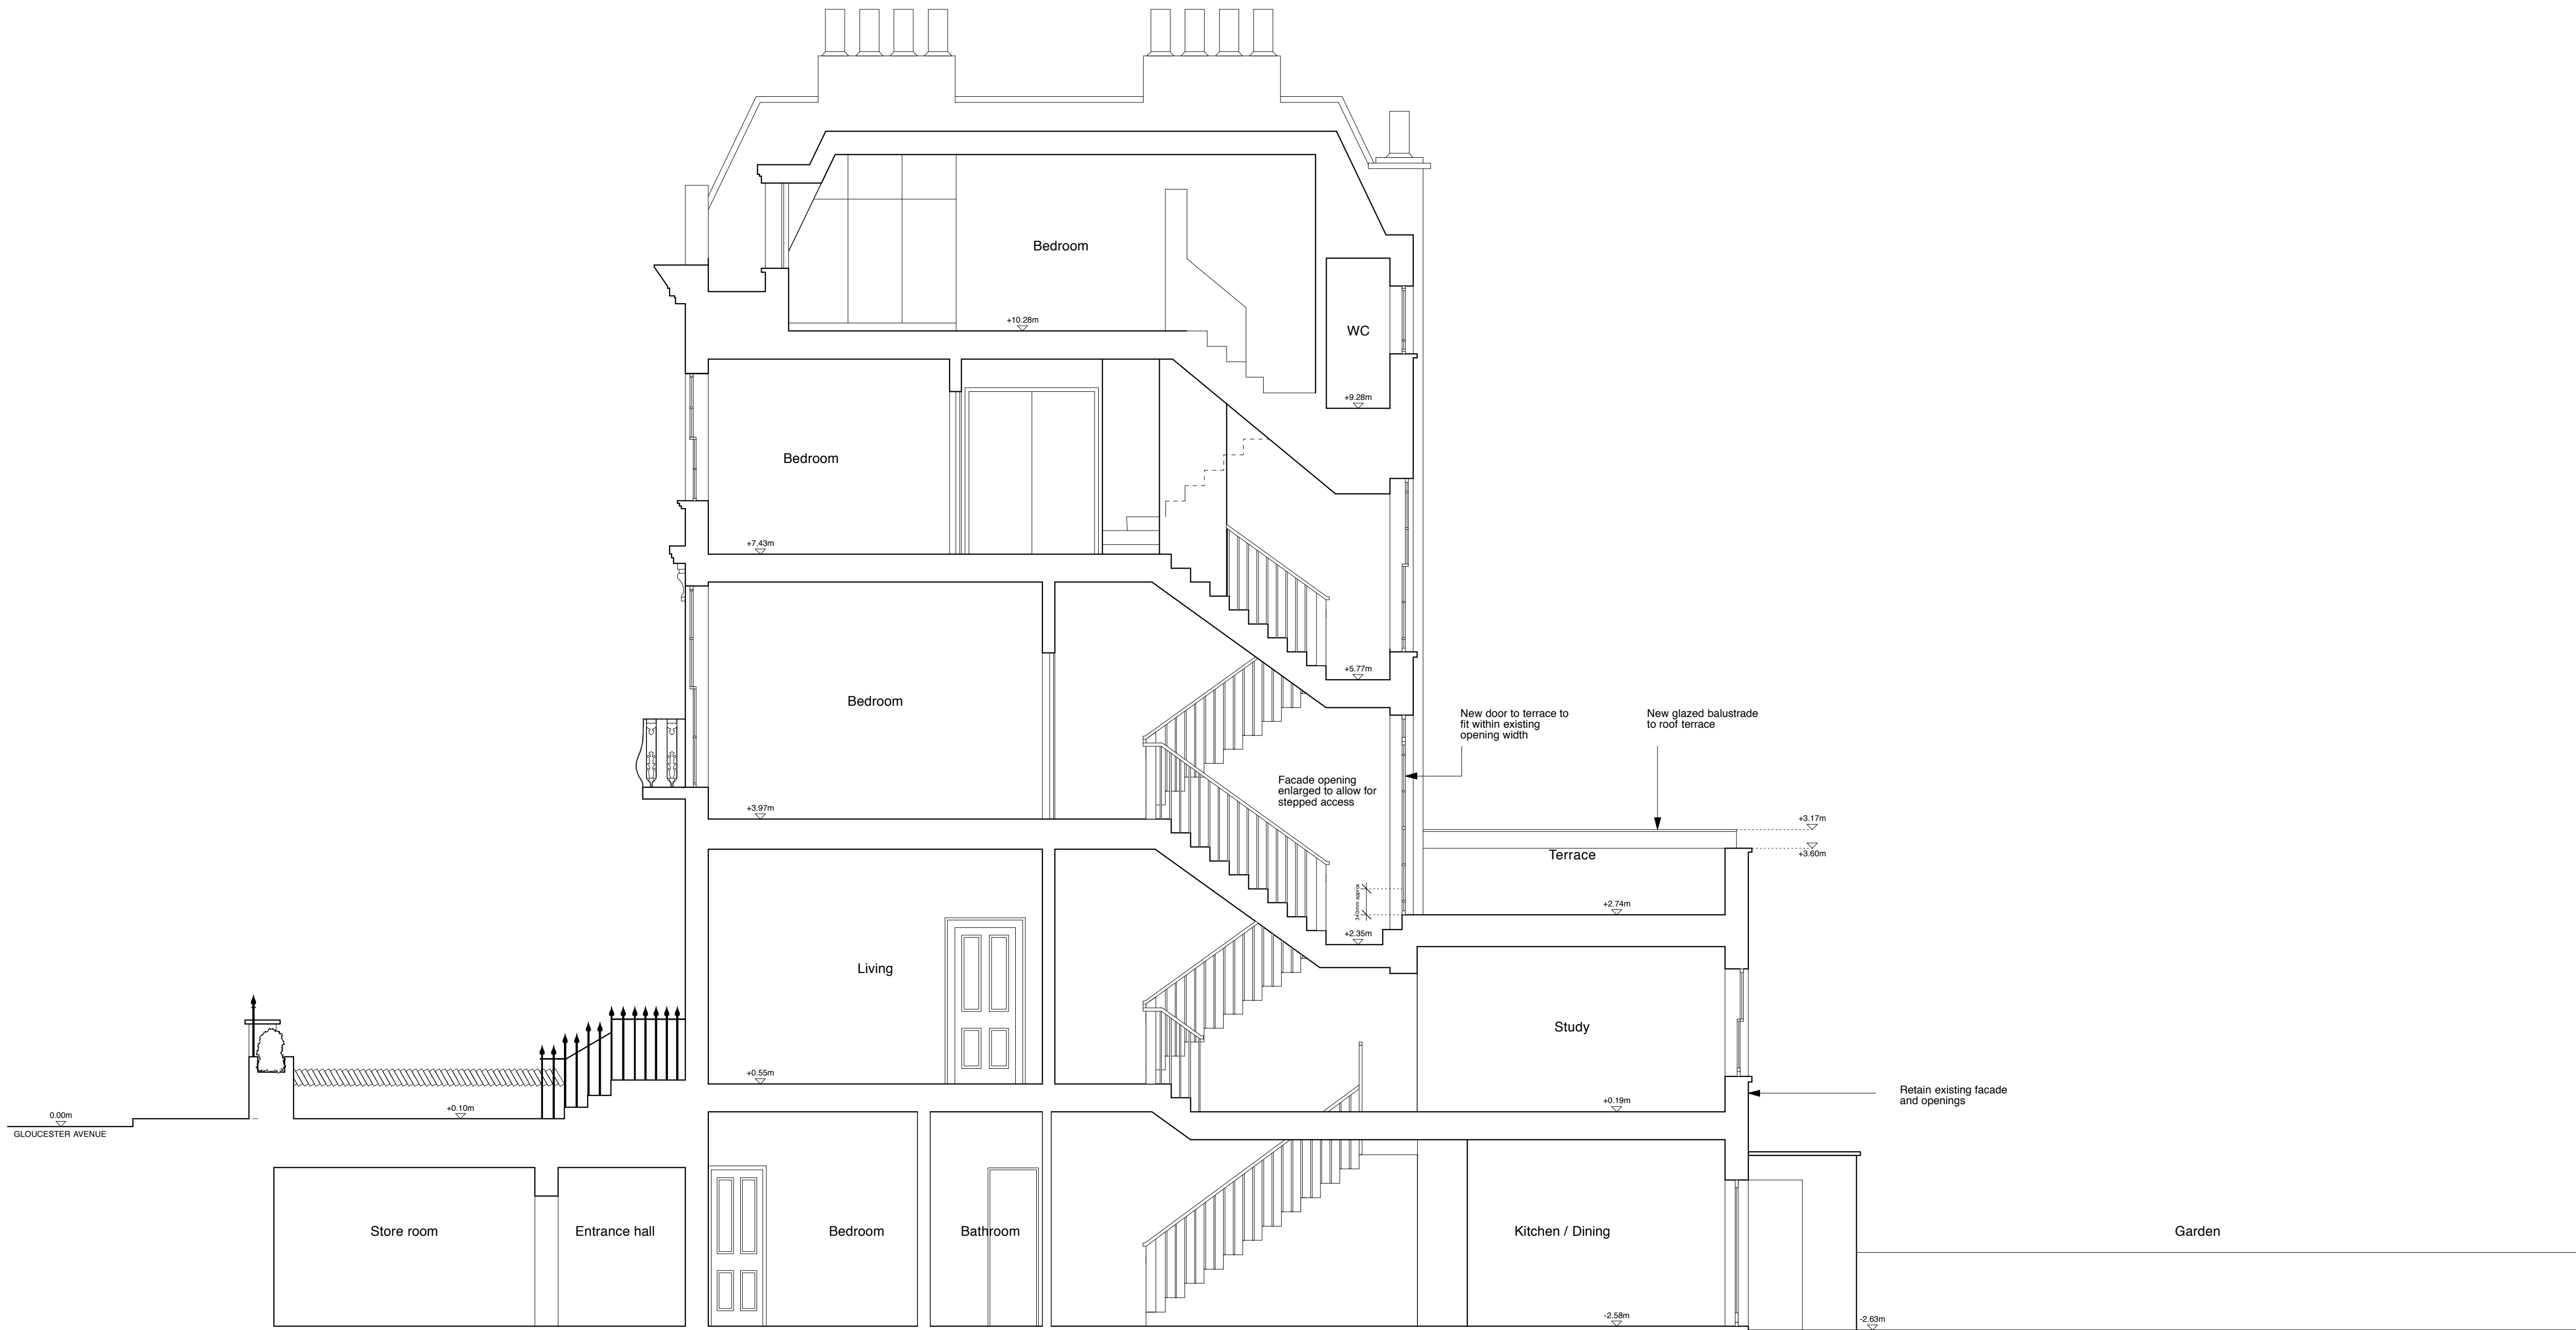 Bedroom
+10.28m
WC
+9.28m
Bedroom
+7.43m
+5.77m
Bedroom
New door to terrace to
fit within existing
opening width
New glazed balustrade
to roof terrace
Facade opening
enlarged to allow for
stepped access
+3.97m
+3.17m
+3.60m
Terrace
340mm approx
+2.74m
+2.35m
Living
Study
+0.55m
Retain existing facade
and openings
+0.19m
0.00m
+0.10m
GLOUCESTER AVENUE
Store room
Entrance hall
Bedroom
Bathroom
Kitchen / Dining
Garden
-2.58m
-2.63m